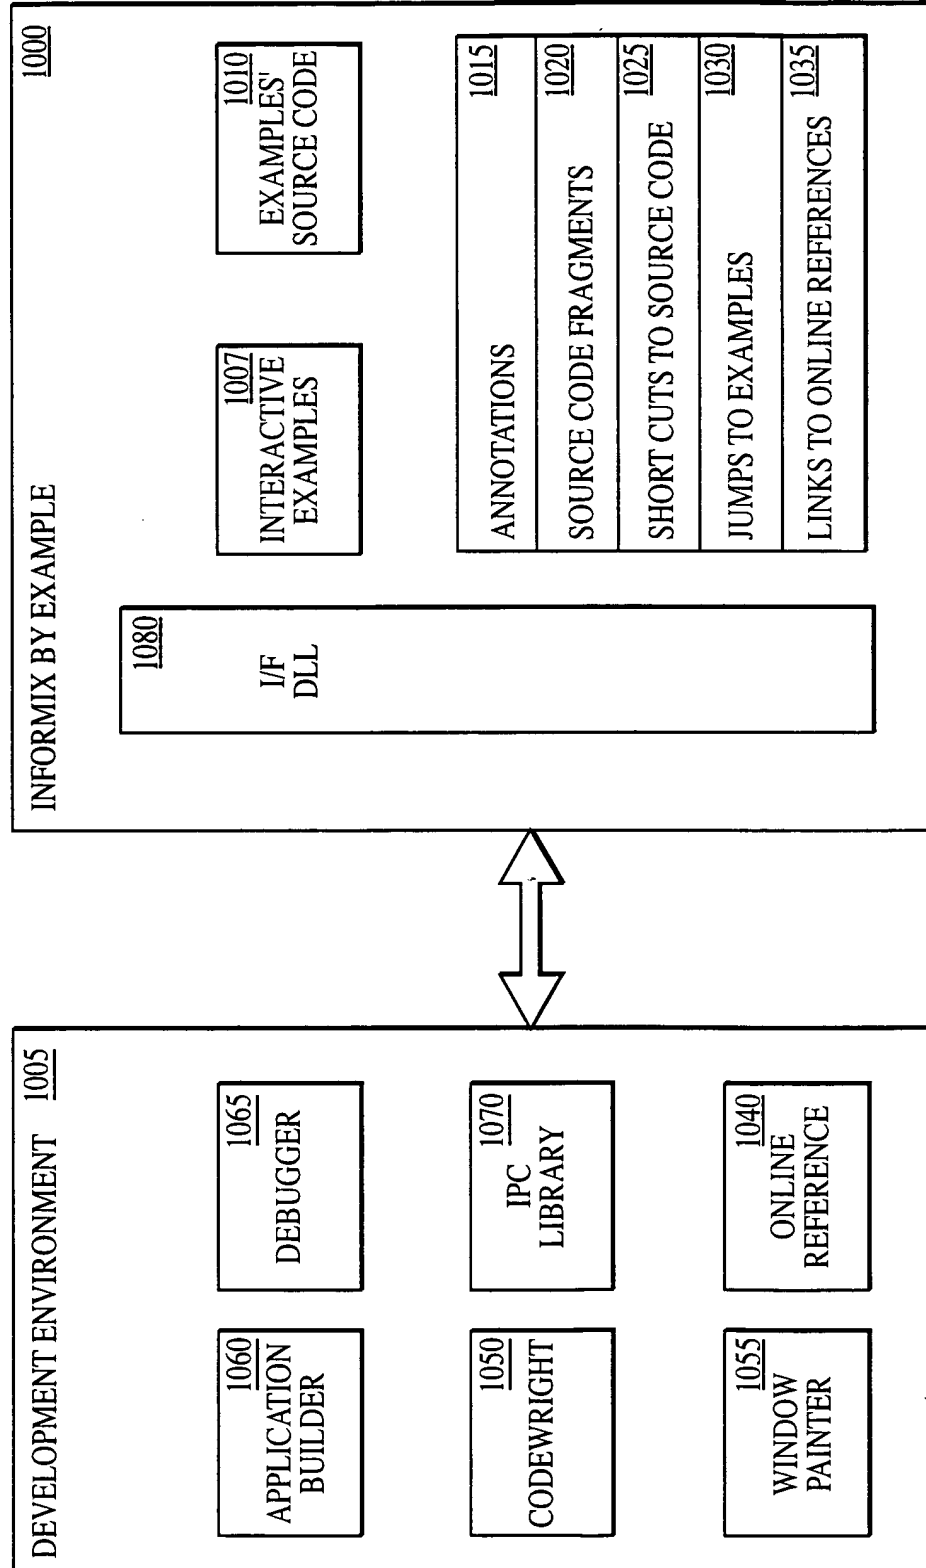 DEVELOPMENT ENVIRONMENT 1005
1060
APPLICATION
BUILDER
1065
DEBUGGER
1050
CODEWRIGHT
1070
IPC
LIBRARY
1055
WINDOW
PAINTER
1040
ONLINE
REFERENCE
INFORMIX BY EXAMPLE
1000
1080
I/F
DLL
1007
INTERACTIVE
EXAMPLES
1010
EXAMPLES'
SOURCE CODE
ANNOTATIONS 1015
SOURCE CODE FRAGMENTS 1020
SHORT CUTS TO SOURCE CODE 1025
JUMPS TO EXAMPLES 1030
LINKS TO ONLINE REFERENCES 1035